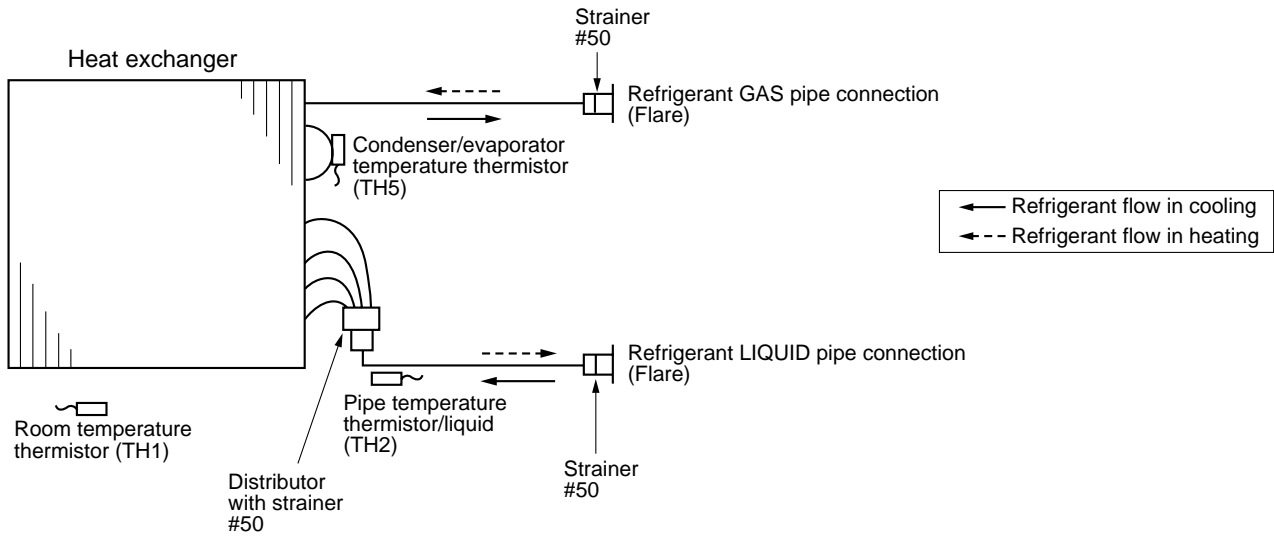 Strainer
#50
Heat exchanger
Refrigerant GAS pipe connection
(Flare)
Condenser/evaporator
temperature thermistor
(TH5)
Refrigerant flow in cooling
Refrigerant flow in heating
Refrigerant LIQUID pipe connection
(Flare)
Pipe temperature
thermistor/liquid
(TH2)
Room temperature
thermistor (TH1)
Strainer
#50
Distributor
with strainer
#50